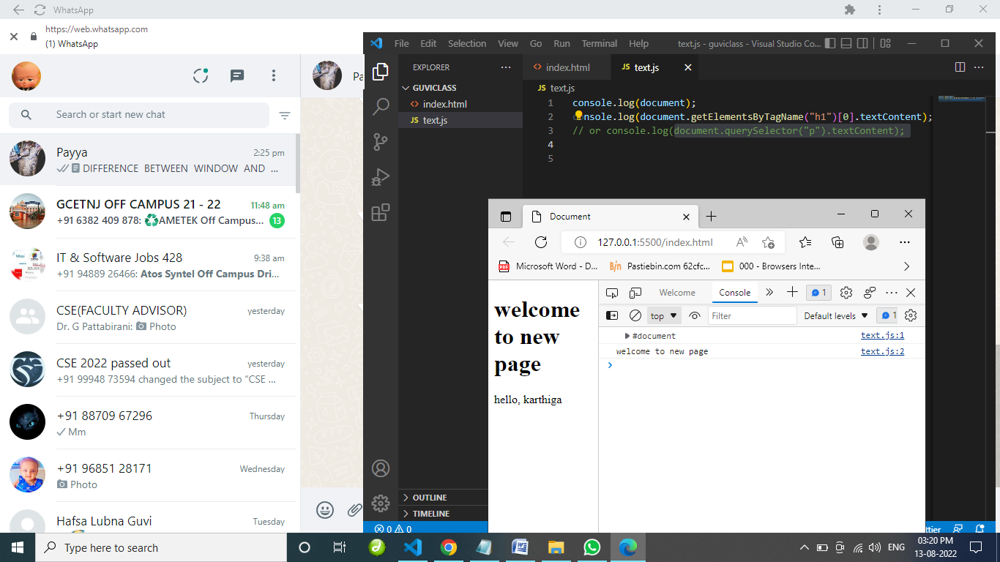 WhatsApp
https://web.whatsapp.com
(1) WhatsApp
Search or start new chat
Payya
2:25 pm
DIFFERENCE BETWEEN WINDOW AND ...
GCETNJ OFF CAMPUS 21 - 22
11:48 am
+91 6382 409 878: ♻AMETEK Off Campus...
13
IT & Software Jobs 428
9:38 am
+91 94889 26466: Atos Syntel Off Campus Dri...
CSE(FACULTY ADVISOR)
yesterday
Dr. G Pattabirani: Photo
CSE 2022 passed out
yesterday
+91 99948 73594 changed the subject to “CSE ...
+91 88709 67296
Thursday
Mm
+91 96851 28171
Wednesday
Photo
Hafsa Lubna Guvi
Tuesday
Pa
File Edit Selection View Go Run Terminal Help
text.js - guviclass - Visual Studio Co...
EXPLORER
GUVICLASS
<> index.html
JS text.js
OUTLINE
TIMELINE
0 0
<> index.html
JS text.js
JS text.js
1 console.log(document);
2 nsole.log(document.getElementsByTagName("h1")[0].textContent);
3 // or console.log(document.querySelector("p").textContent);
4
5
Document
127.0.0.1:5500/index.html
Microsoft Word - D...
Pastiebin.com 62cfc...
000 - Browsers Inte...
welcome
to new
page
hello, karthiga
Welcome
Console
1
top
Filter
Default levels
1
#document
text.js:1
welcome to new page
text.js:2
ttier
Type here to search
ENG
03:20 PM
13-08-2022